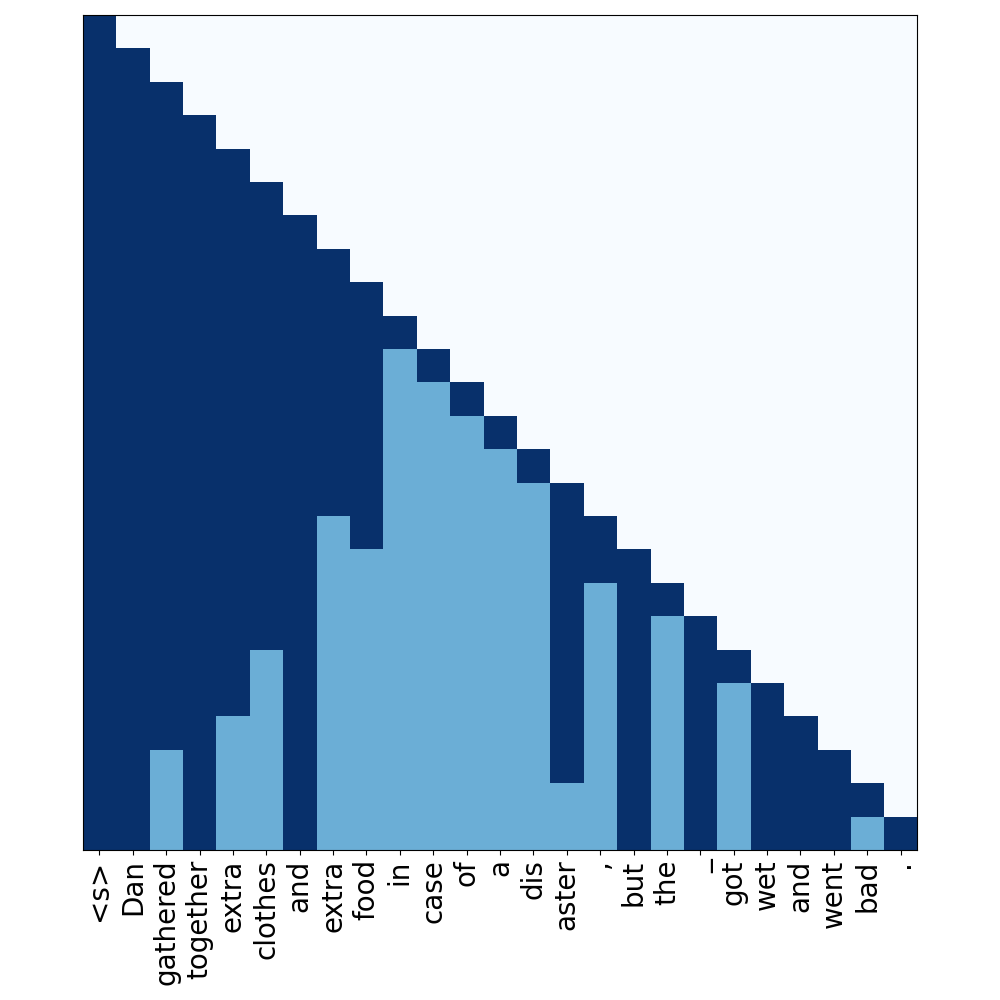 <s> Dan gathered together extra clothes and extra food in case of a dis aster , but the _ got wet and went bad .